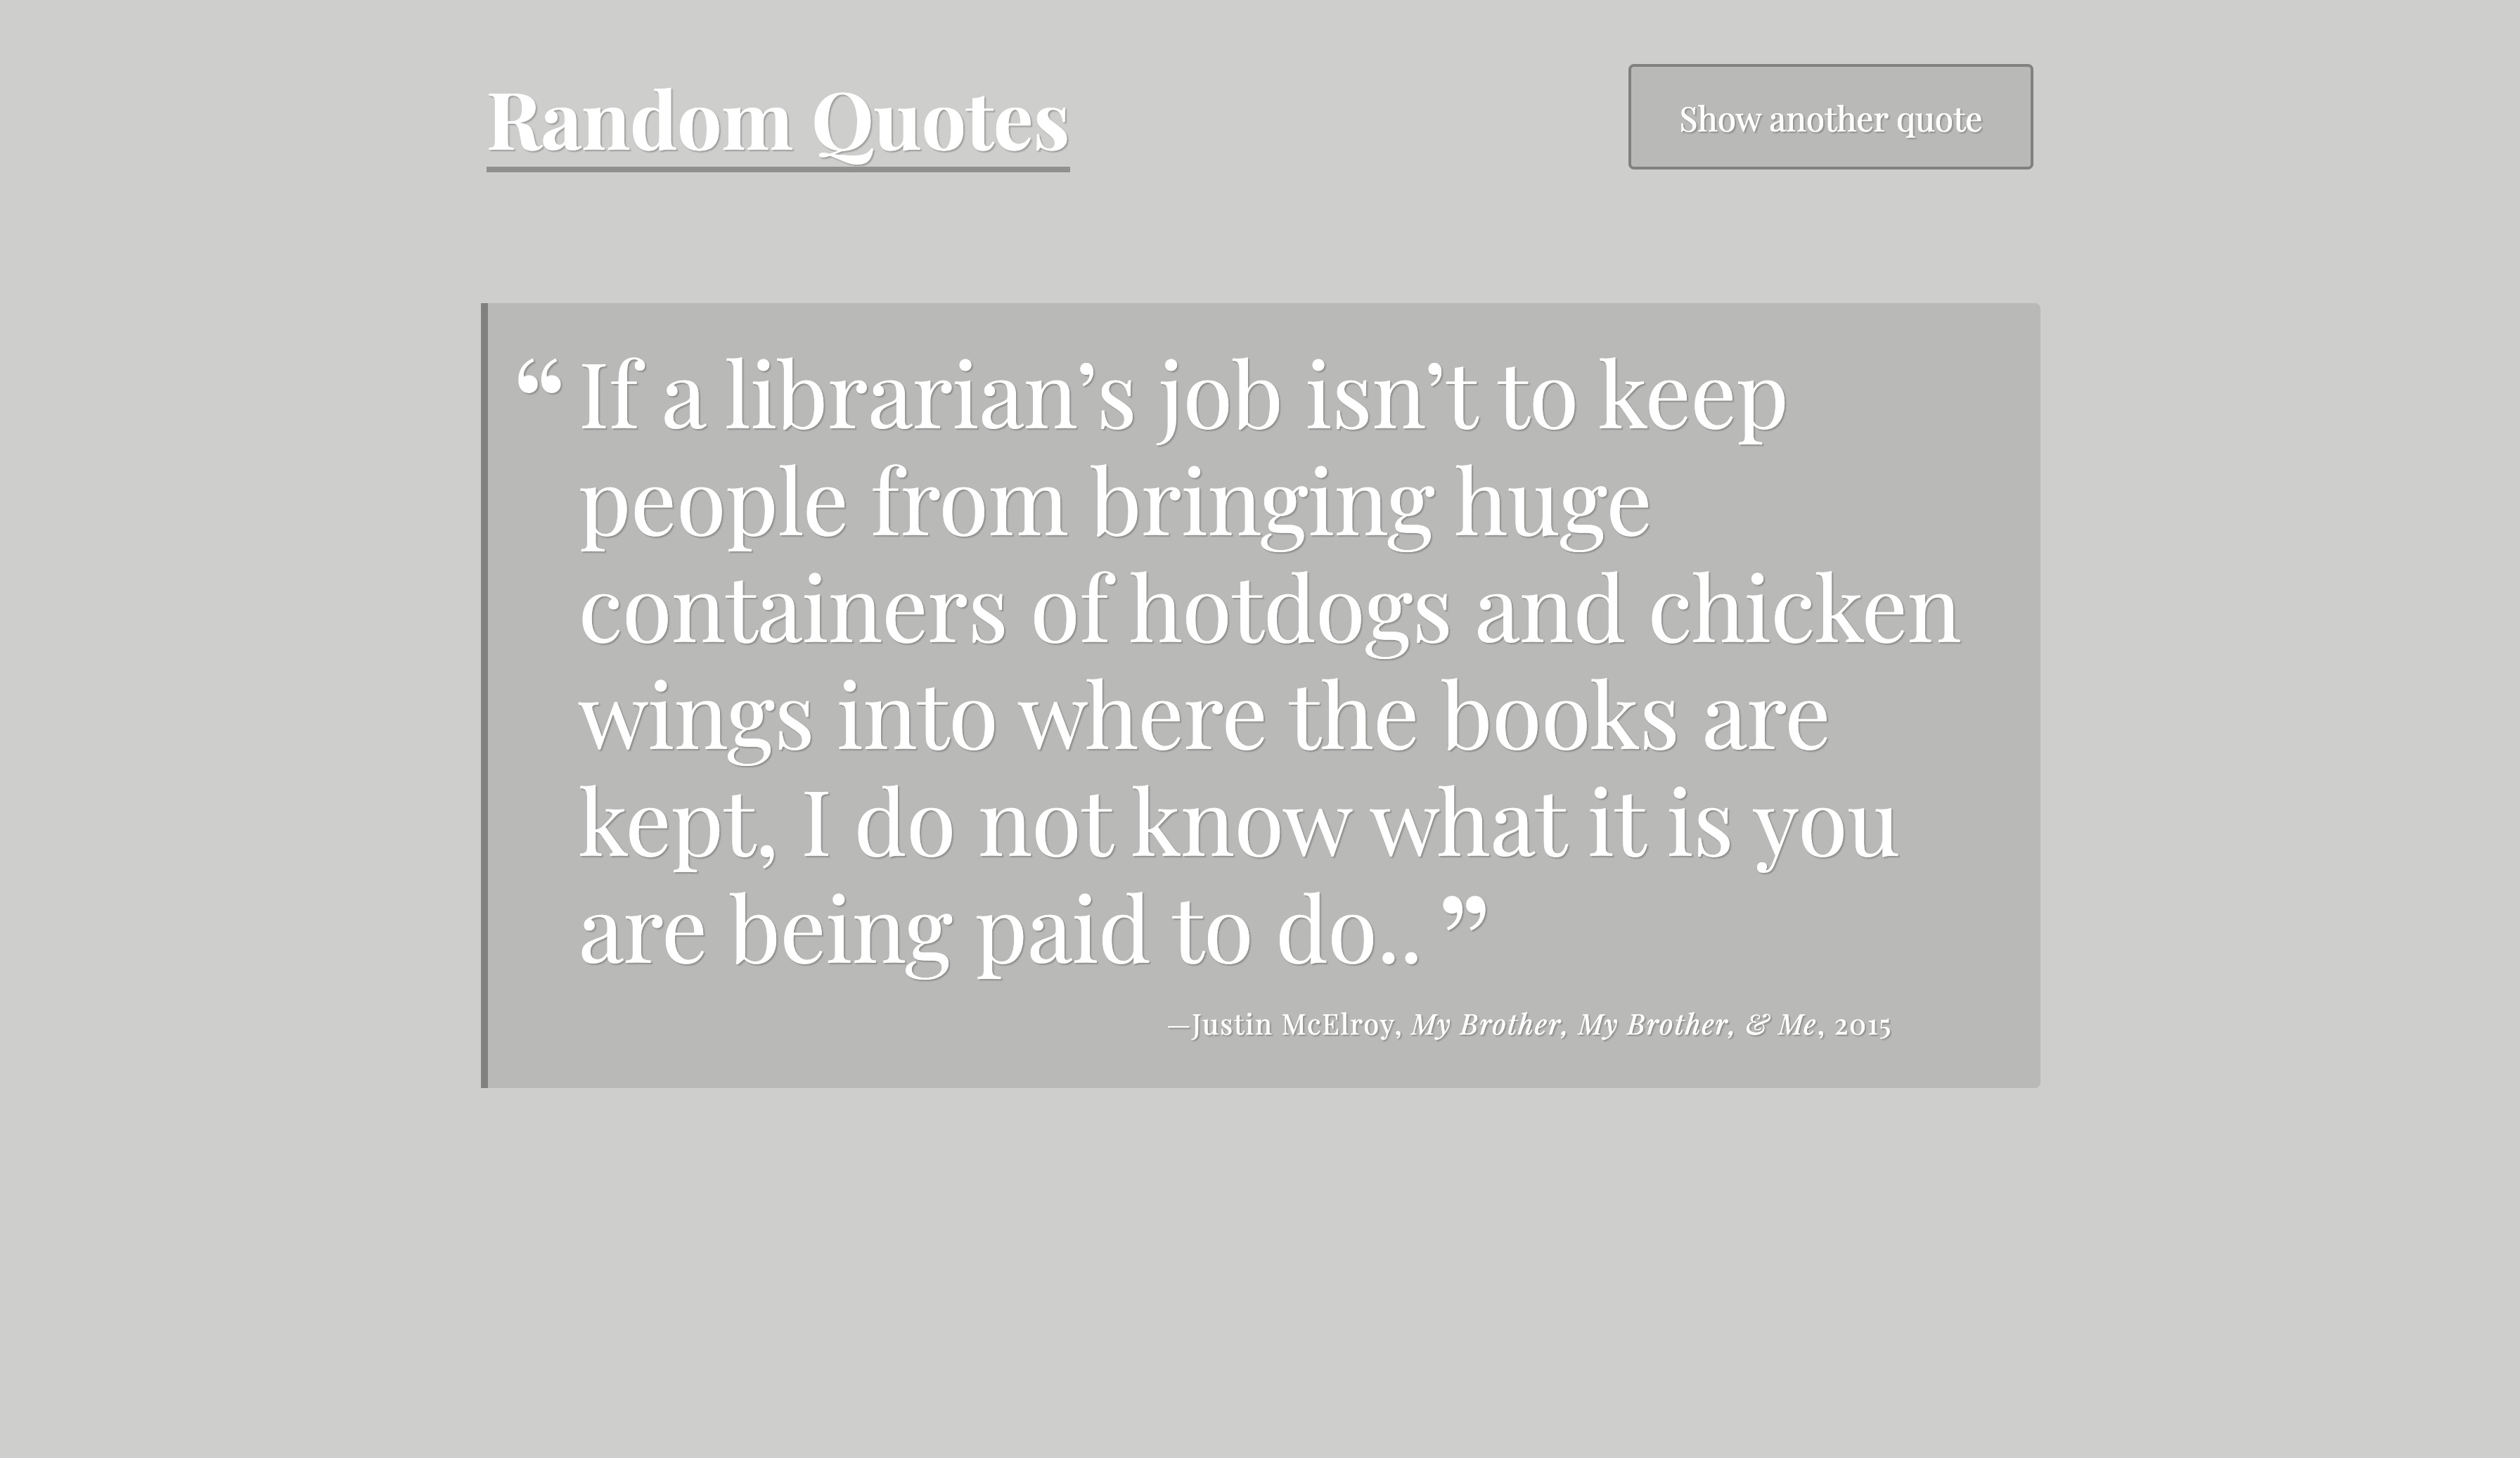 Random Quotes
Show another quote
“ If a librarian’s job isn’t to keep
people from bringing huge
containers of hotdogs and chicken
wings into where the books are
kept, I do not know what it is you
are being paid to do.. ”
—Justin McElroy, My Brother, My Brother, & Me, 2015